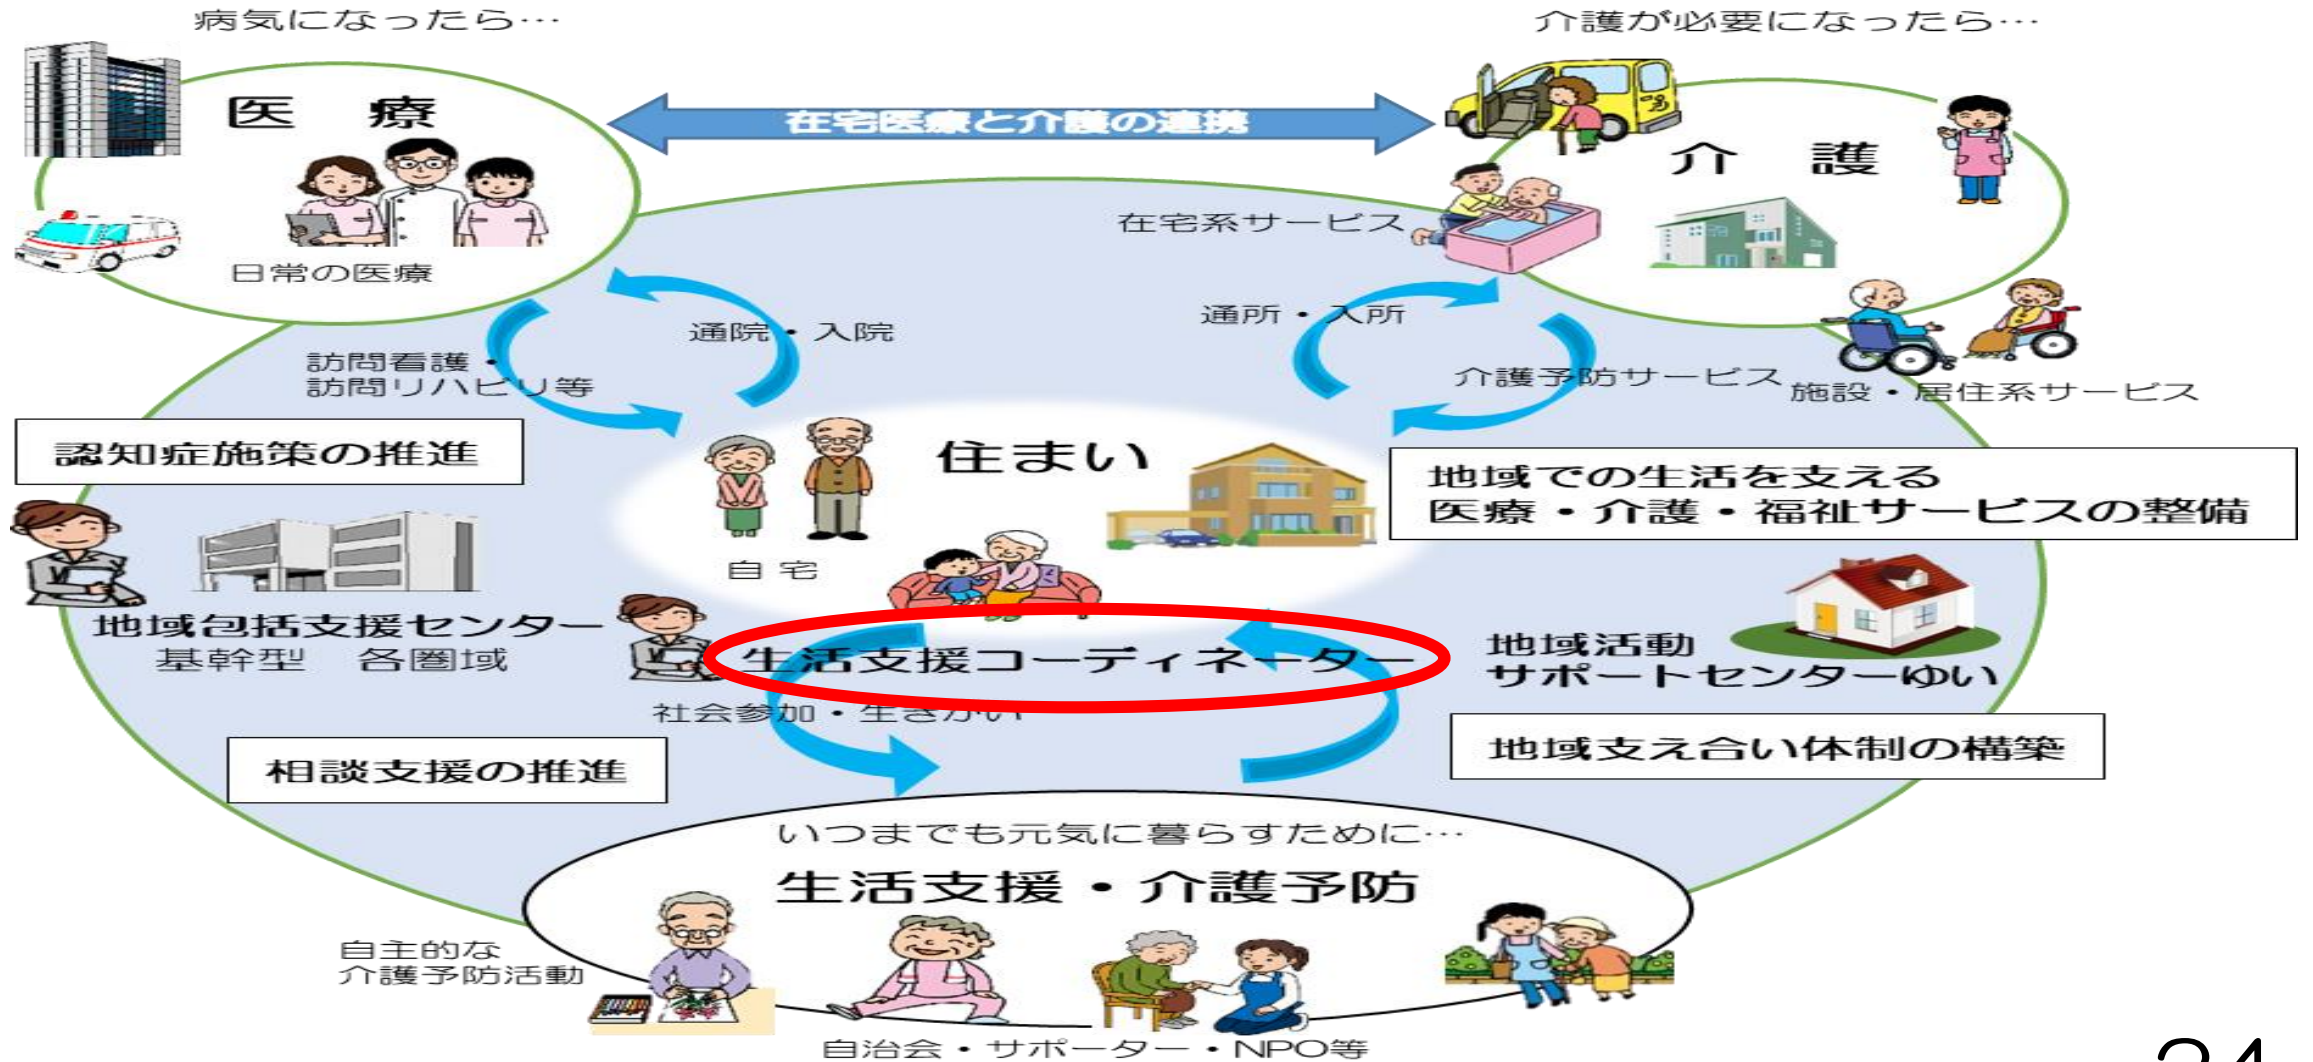 病気になったら…
介護が必要になったら…
医　療
在宅医療と介護の連携
介　護
在宅系サービス
日常の医療
通院・入院
通所・入所
訪問看護・
訪問リハビリ等
介護予防サービス
施設・居住系サービス
認知症施策の推進
住まい
地域での生活を支える
医療・介護・福祉サービスの整備
自宅
地域包括支援センター
基幹型　各圏域
生活支援コーディネーター
地域活動
サポートセンターゆい
社会参加・生きがい
相談支援の推進
地域支え合い体制の構築
いつまでも元気に暮らすために…
生活支援・介護予防
自主的な
介護予防活動
自治会・サポーター・NPO等